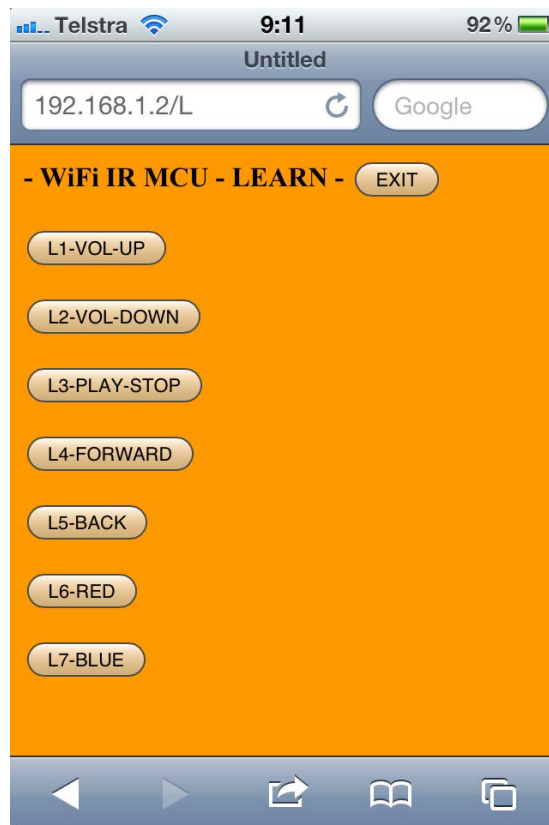 Telstra 9:11 92%
Untitled
192.168.1.2/L Google
- WiFi IR MCU - LEARN - EXIT
L1-VOL-UP
L2-VOL-DOWN
L3-PLAY-STOP
L4-FORWARD
L5-BACK
L6-RED
L7-BLUE